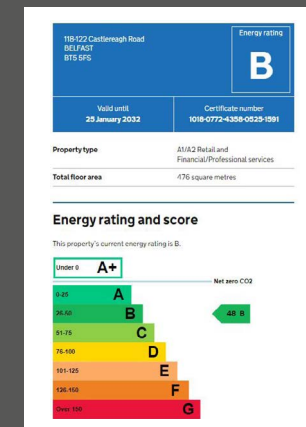 118-122 Castlereagh Road
BELFAST
BT5 5FS
Energy rating
B
Valid until
25 January 2032
Certificate number
1018-0772-4358-0525-1591
Property type
A1/A2 Retail and
Financial/Professional services
Total floor area
476 square metres
Energy rating and score
This property's current energy rating is B.
Under 0 A+
Net zero CO2
0-25 A
26-50 B
48 B
51-75 C
76-100 D
101-125 E
126-150 F
Over 150 G